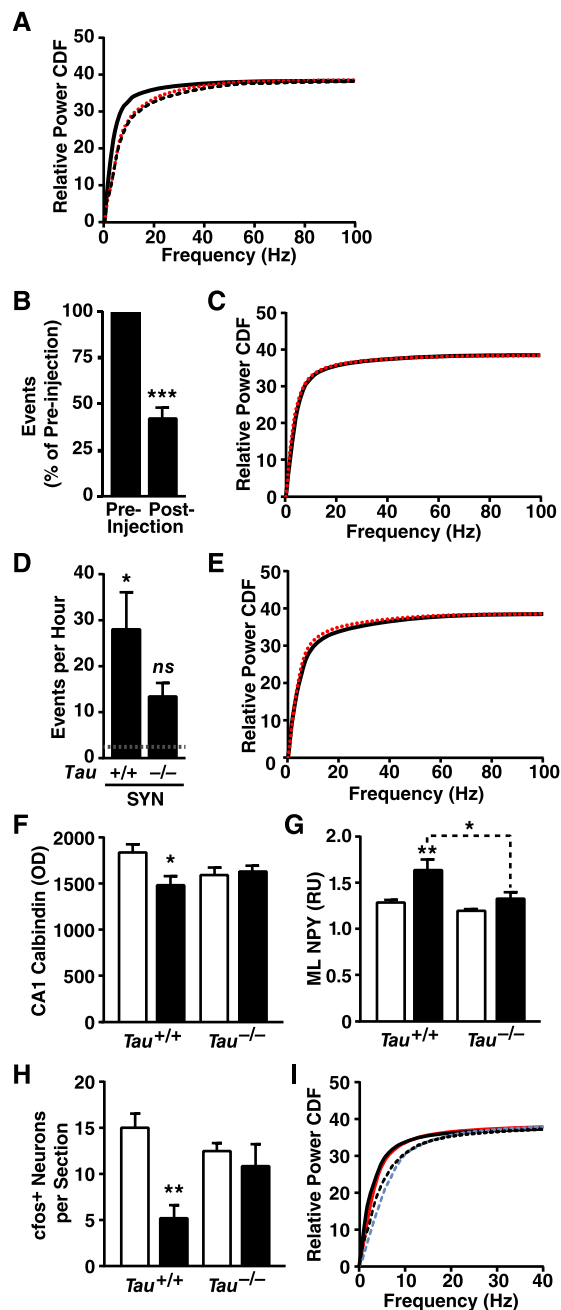 A
Relative Power CDF
50
40
30
20
10
0
0 20 40 60 80 100
Frequency (Hz)
B
Events
(% of Pre-injection)
100
75
50
25
0
***
Pre- Post-
Injection
C
Relative Power CDF
50
40
30
20
10
0
0 20 40 60 80 100
Frequency (Hz)
D
Events per Hour
40
30
20
10
0
*
ns
Tau +/+ –/–
SYN
E
Relative Power CDF
50
40
30
20
10
0
0 20 40 60 80 100
Frequency (Hz)
F
CA1 Calbindin (OD)
2000
1500
1000
500
0
*
Tau+/+ Tau–/–
G
ML NPY (RU)
2.0
1.5
1.0
0.5
0
**
*
Tau+/+ Tau–/–
H
cfos+ Neurons
per Section
20
15
10
5
0
**
Tau+/+ Tau–/–
I
Relative Power CDF
50
40
30
20
10
0
0 10 20 30 40
Frequency (Hz)